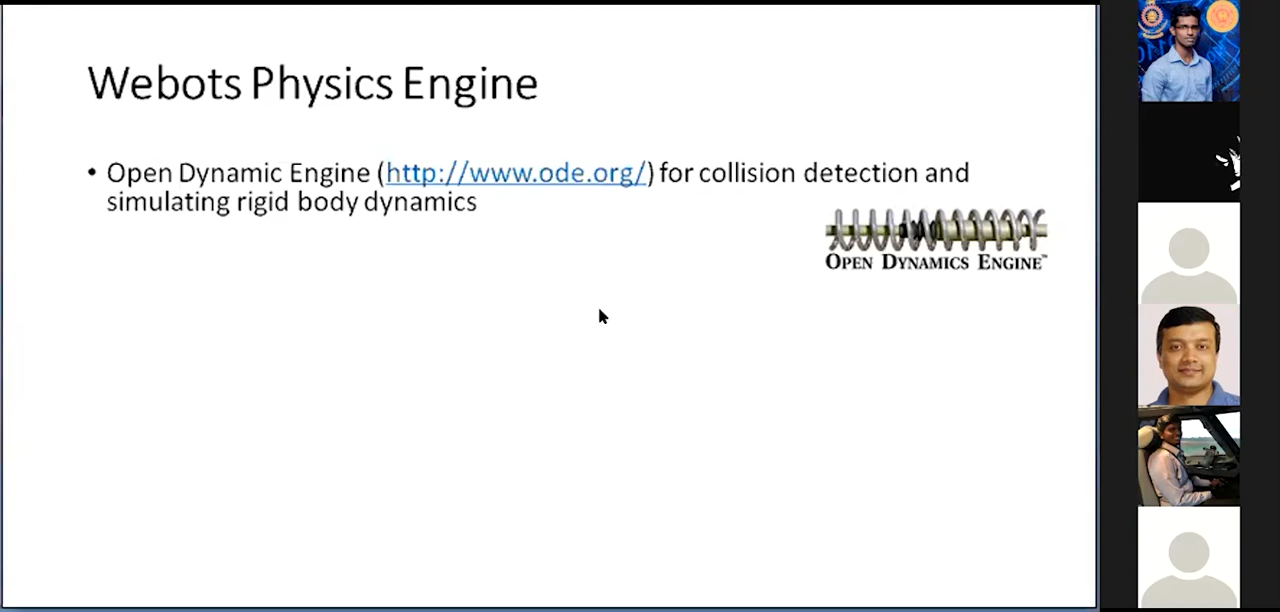 Webots Physics Engine
• Open Dynamic Engine (http://www.ode.org/) for collision detection and
simulating rigid body dynamics
OPEN DYNAMICS ENGINE™